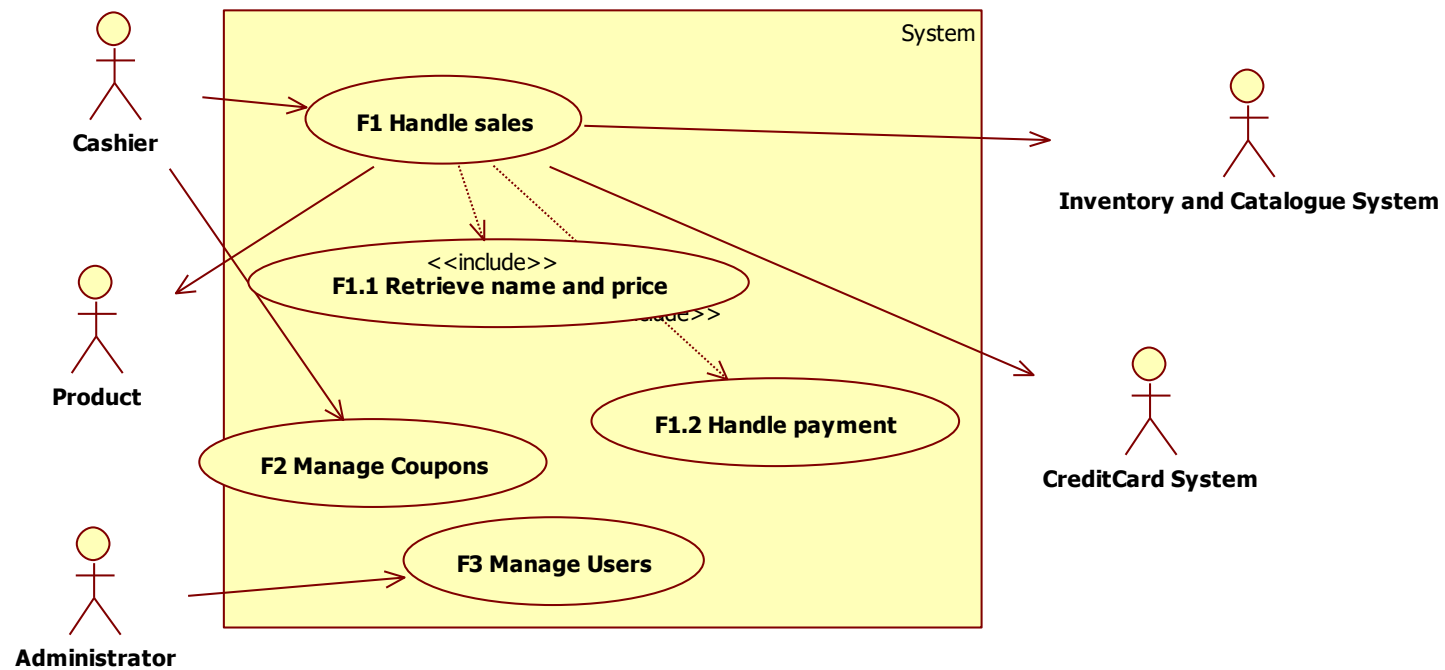 System
F1 Handle sales
Cashier
Inventory and Catalogue System
<<include>>
F1.1 Retrieve name and price
Product
F1.2 Handle payment
F2 Manage Coupons
CreditCard System
F3 Manage Users
Administrator